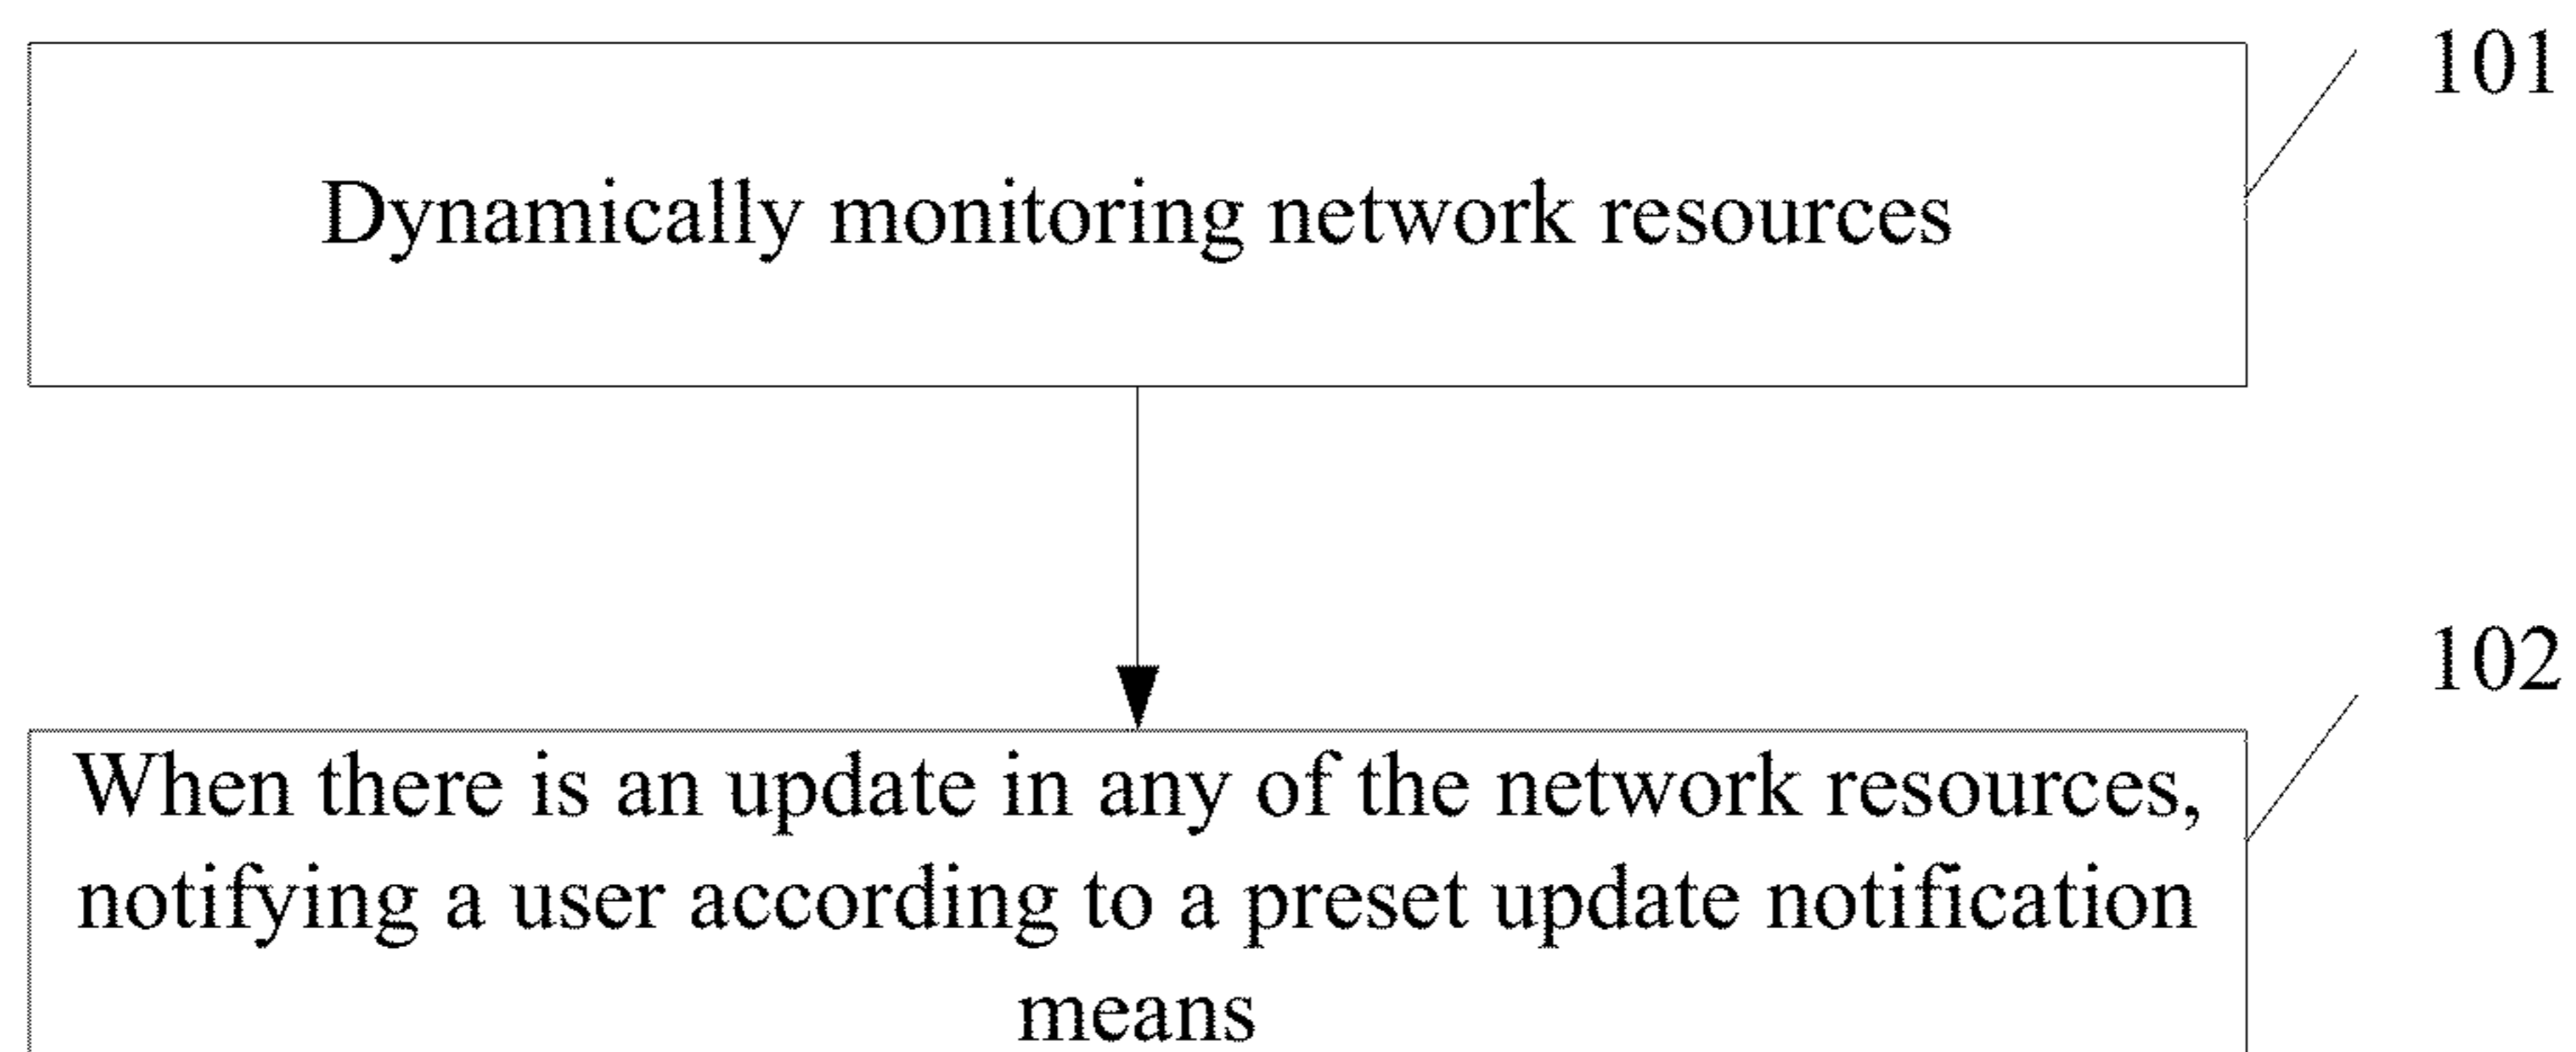 101
Dynamically monitoring network resources
102
When there is an update in any of the network resources,
notifying a user according to a preset update notification
means